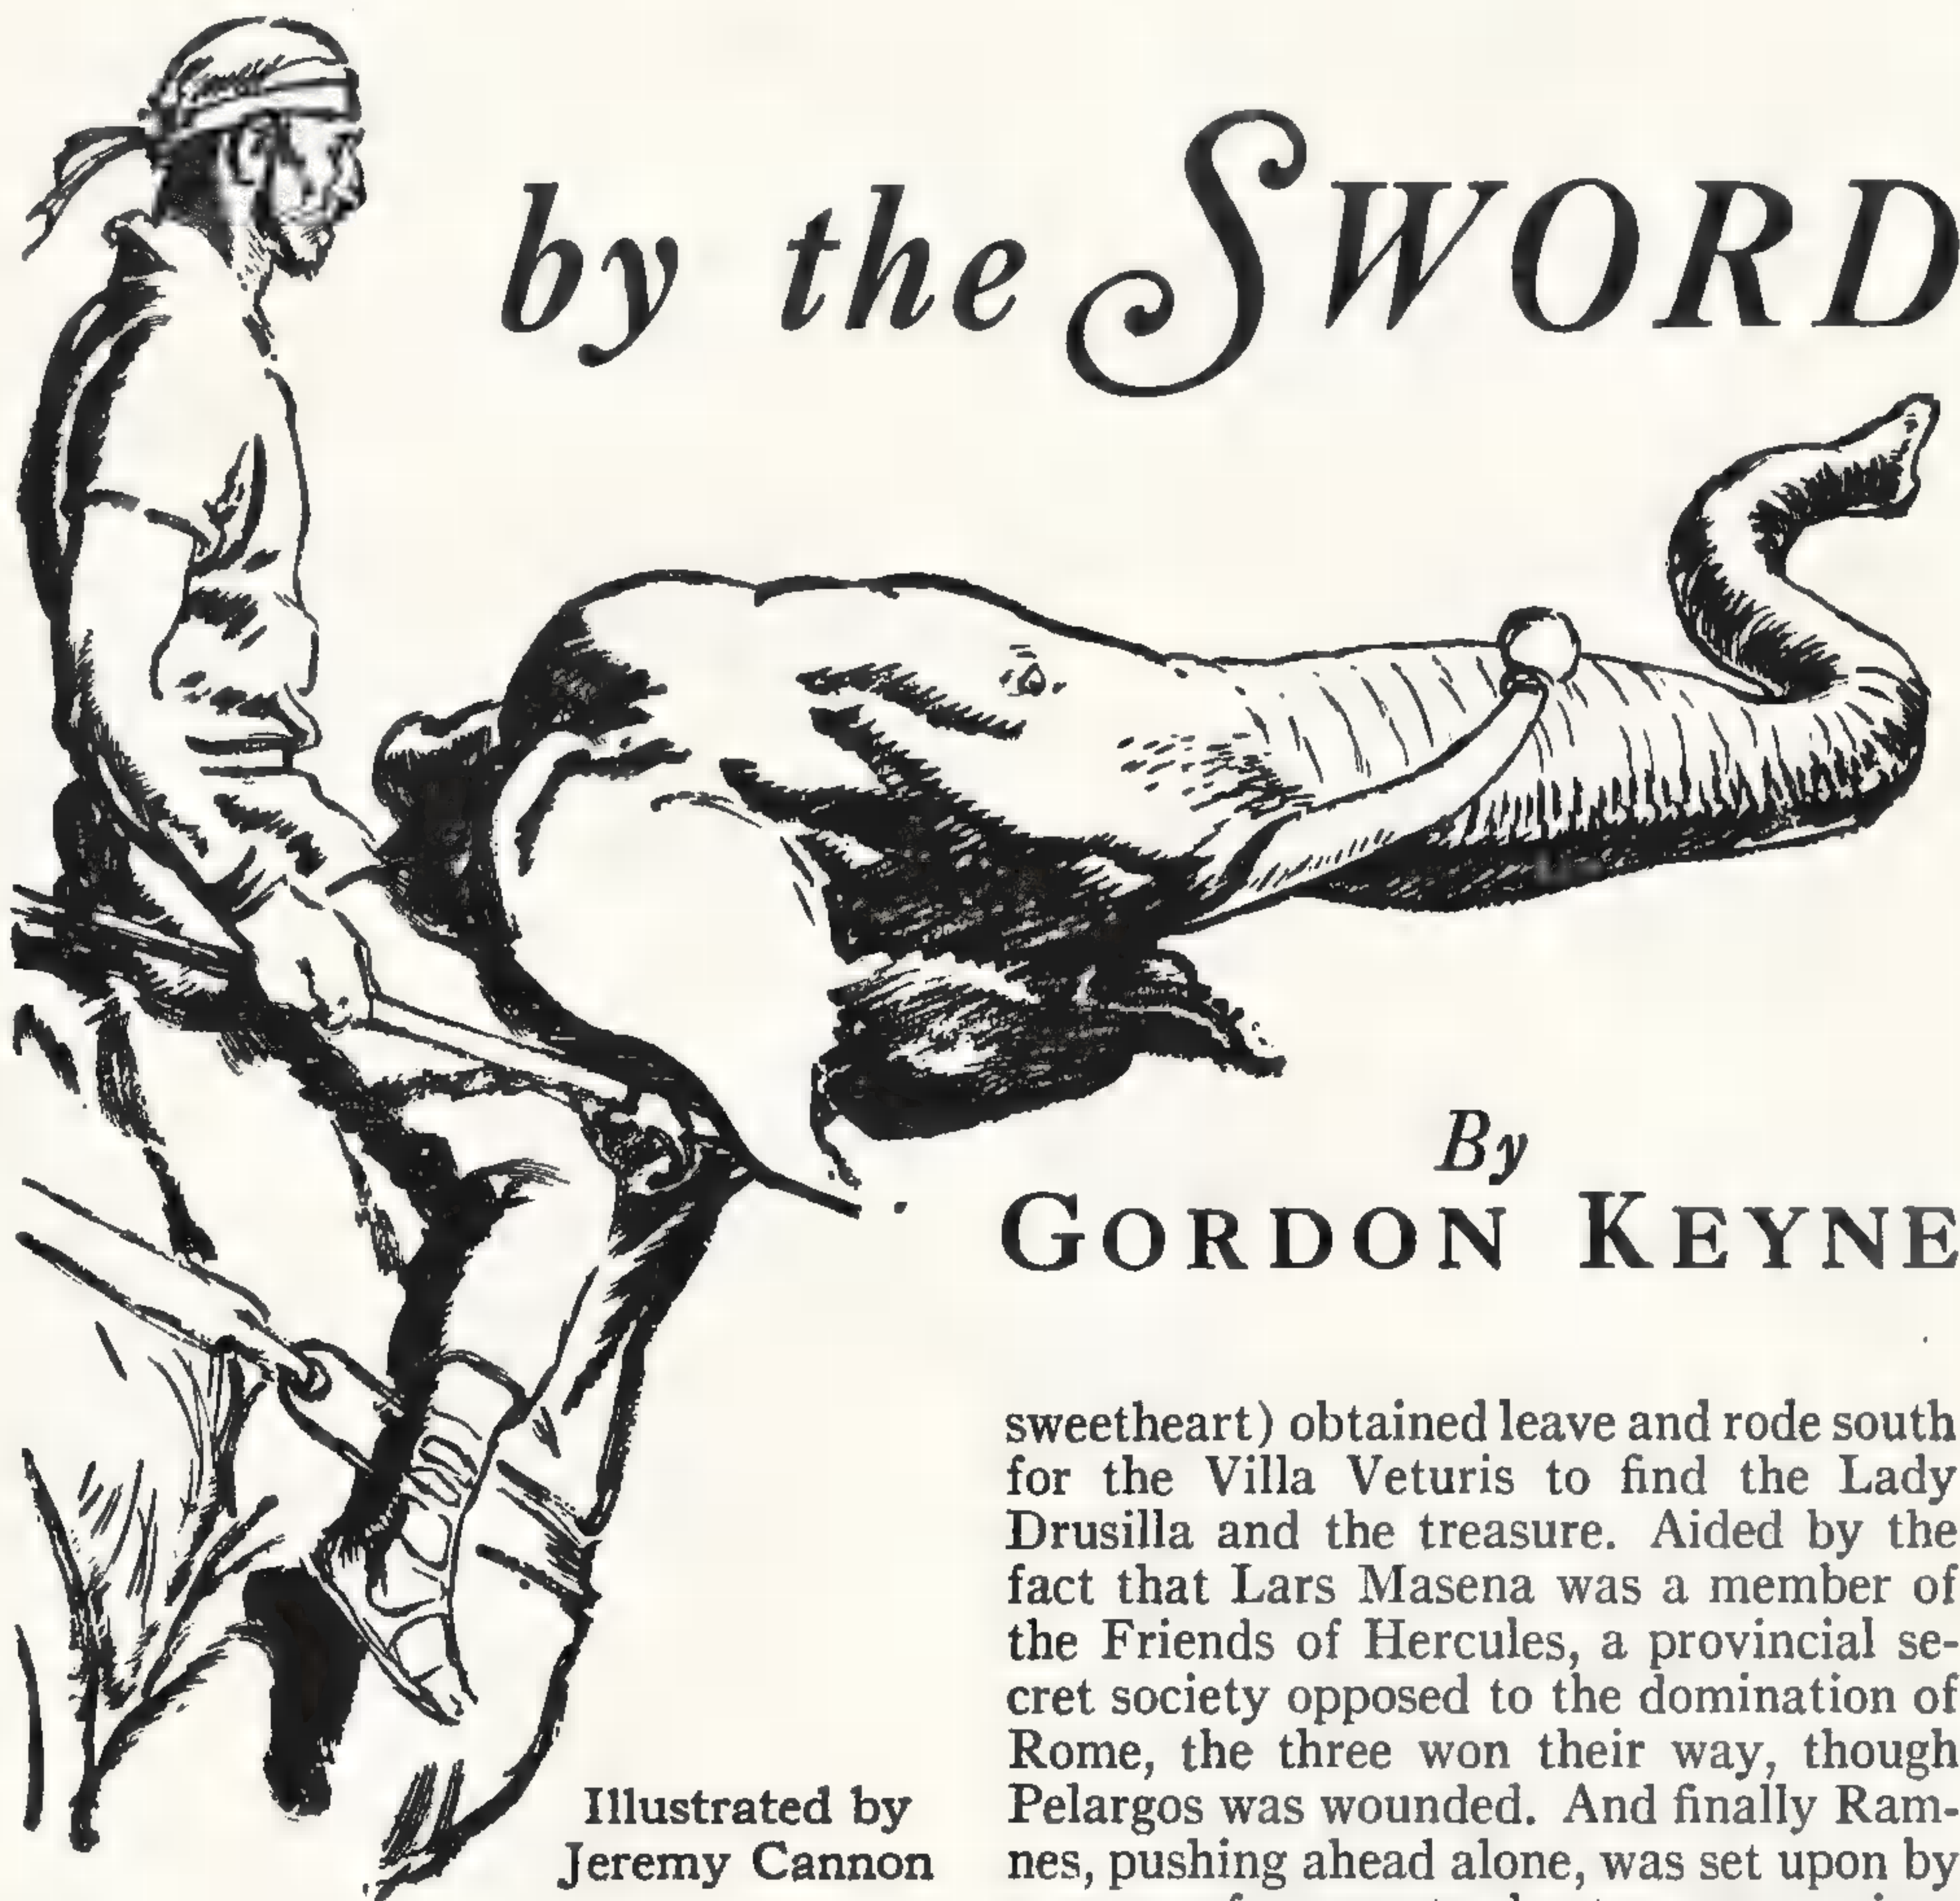 by the SWORD
By
GORDON KEYNE
sweetheart) obtained leave and rode south
for the Villa Veturis to find the Lady
Drusilla and the treasure. Aided by the
fact that Lars Masena was a member of
the Friends of Hercules, a provincial se-
cret society opposed to the domination of
Rome, the three won their way, though
Pelargos was wounded. And finally Ram-
nes, pushing ahead alone, was set upon by
Illustrated by
Jeremy Cannon